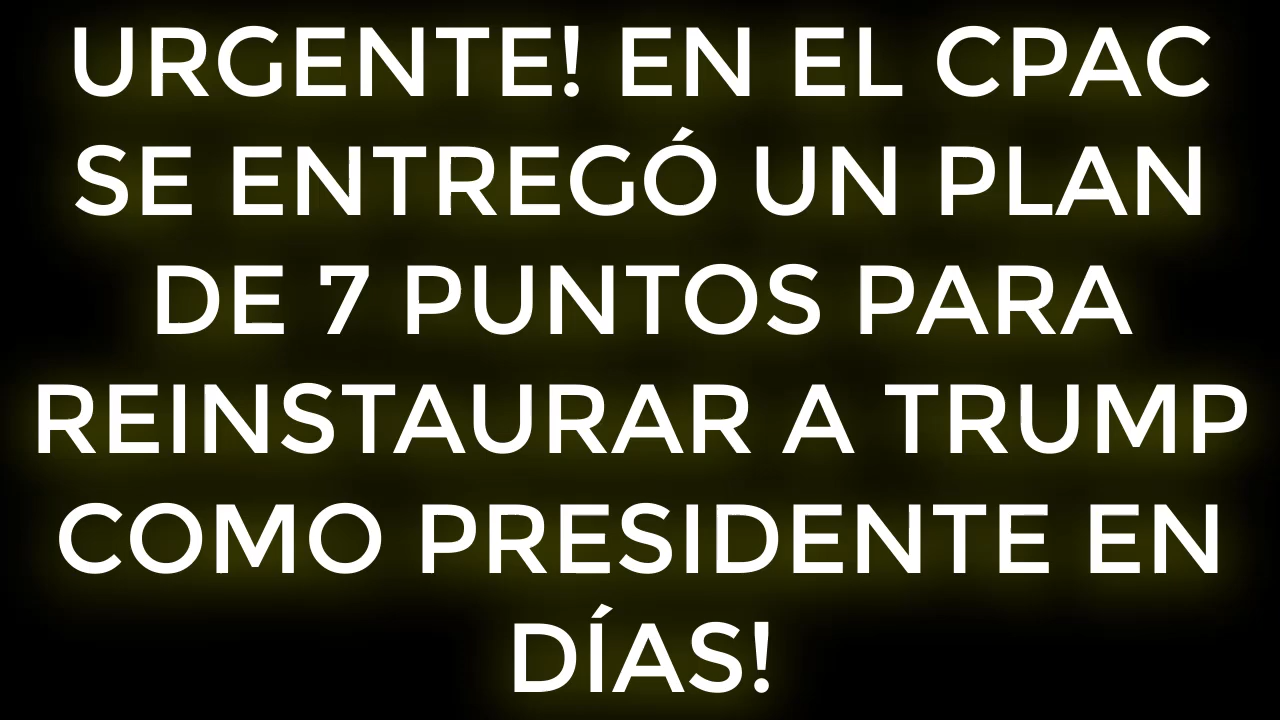 URGENTE! EN EL CPAC
SE ENTREGÓ UN PLAN
DE 7 PUNTOS PARA
REINSTAURAR A TRUMP
COMO PRESIDENTE EN
DÍAS!